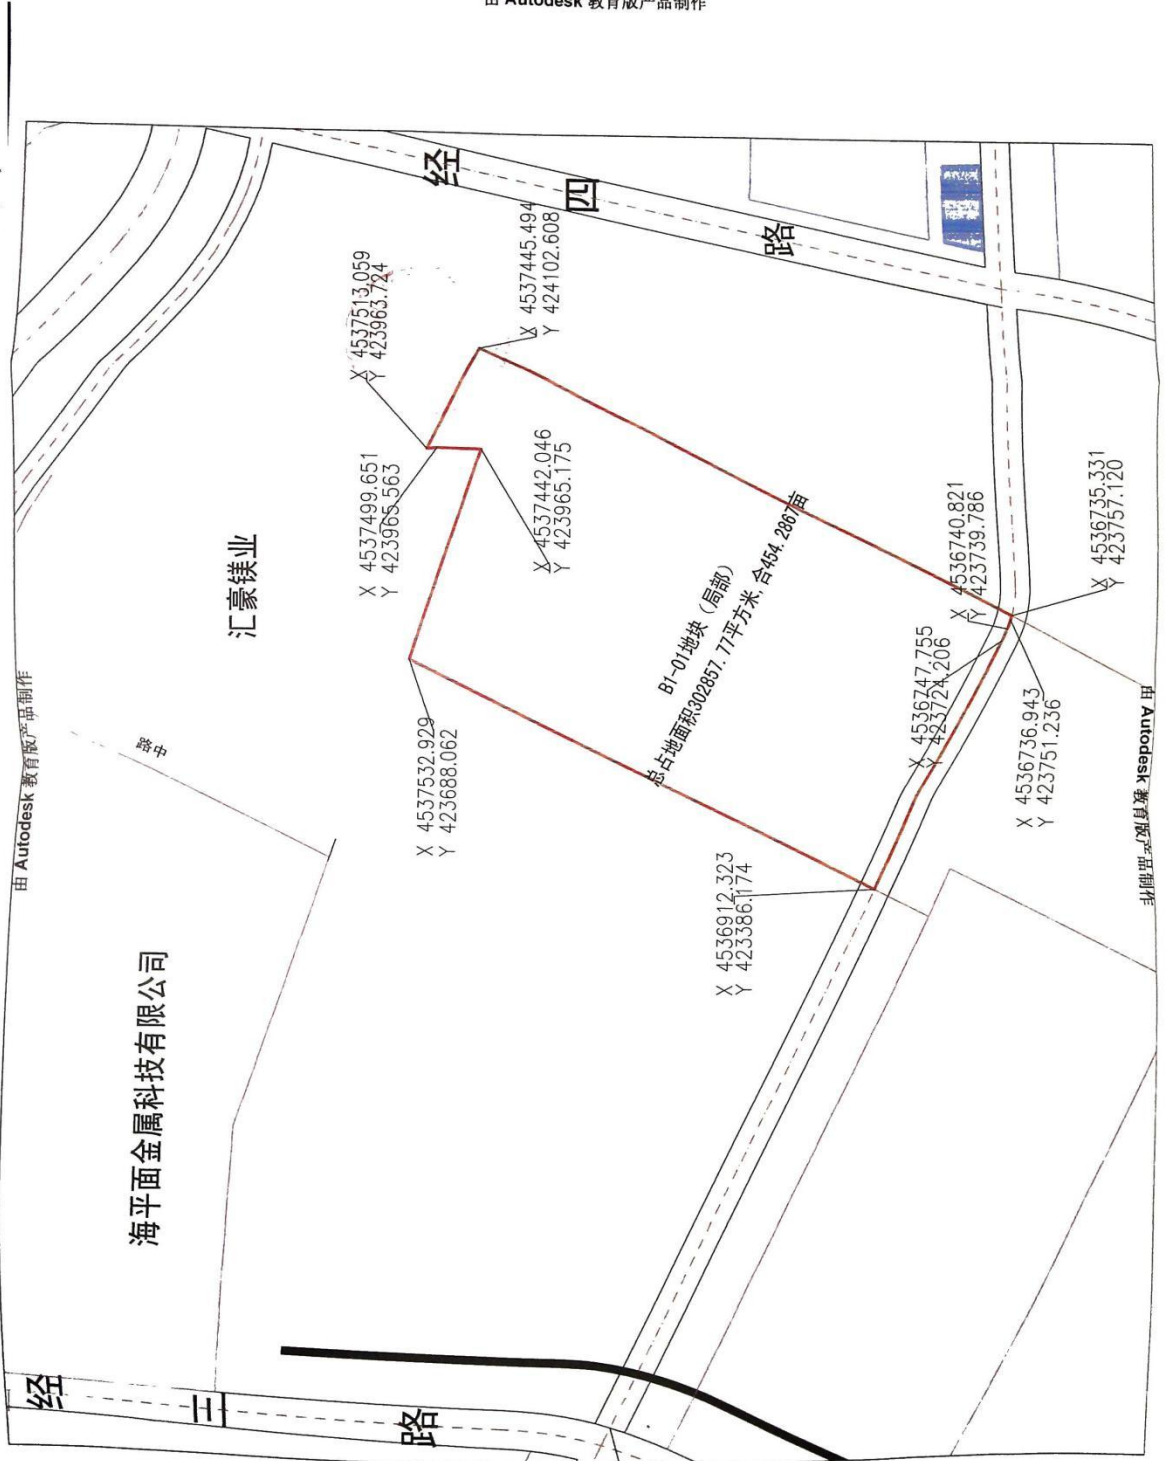 由 Autodesk 教育版产品制作
经四路
X 4537445.494
Y 424102.608
X 4537513.059
Y 423963.724
X 4537499.651
Y 423965.563
X 4537442.046
Y 423965.175
汇豪镁业
X 4536740.821
Y 423739.786
X 4536735.331
Y 423757.120
B1-01地块（局部）
总占地面积302857.77平方米,合454.2867亩
X 4536747.755
Y 423724.206
X 4536736.943
Y 423751.236
X 4537532.929
Y 423688.062
路中
由 Autodesk 教育版产品制作
由 Autodesk 教育版产品制作
X 4536912.323
Y 423386.174
海平面金属科技有限公司
经三路